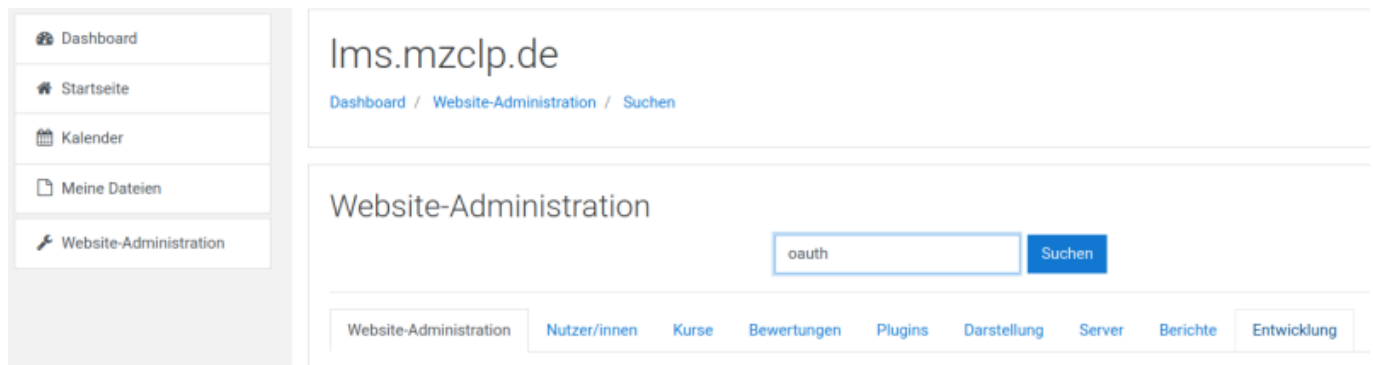 Dashboard
Startseite
Kalender
Meine Dateien
Website-Administration
lms.mzclp.de
Dashboard / Website-Administration / Suchen
Website-Administration
oauth Suchen
Website-Administration Nutzer/innen Kurse Bewertungen Plugins Darstellung Server Berichte Entwicklung